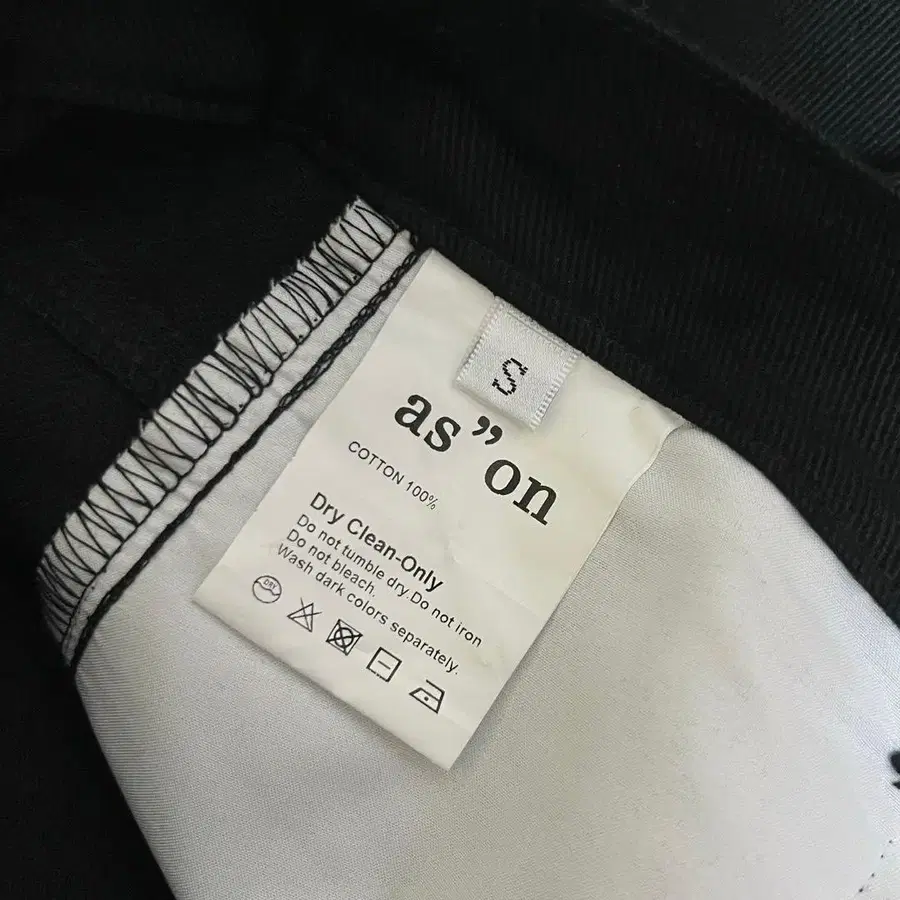 S
as”on
COTTON 100%
Dry Clean-Only
Do not tumble dry.Do not iron
Do not bleach.
Wash dark colors separately.
DRY